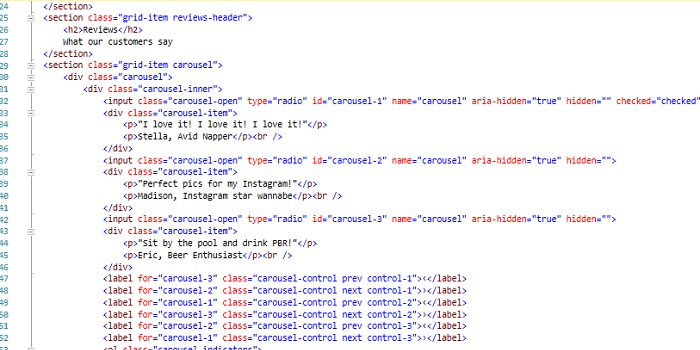 24 </section>
25 <section class="grid-item reviews-header">
26 <h2>Reviews</h2>
27 What our customers say
28 </section>
29 <section class="grid-item carousel">
30 <div class="carousel">
31 <div class="carousel-inner">
32 <input class="carousel-open" type="radio" id="carousel-1" name="carousel" aria-hidden="true" hidden="" checked="checked"
33 <div class="carousel-item">
34 <p>"I love it! I love it! I love it!"</p>
35 <p>Stella, Avid Napper</p><br />
36 </div>
37 <input class="carousel-open" type="radio" id="carousel-2" name="carousel" aria-hidden="true" hidden="">
38 <div class="carousel-item">
39 <p>"Perfect pics for my Instagram!"</p>
40 <p>Madison, Instagram star wannabe</p><br />
41 </div>
42 <input class="carousel-open" type="radio" id="carousel-3" name="carousel" aria-hidden="true" hidden="">
43 <div class="carousel-item">
44 <p>"Sit by the pool and drink PBR!"</p>
45 <p>Eric, Beer Enthusiast</p><br />
46 </div>
47 <label for="carousel-3" class="carousel-control prev control-1">‹</label>
48 <label for="carousel-2" class="carousel-control next control-1">›</label>
49 <label for="carousel-1" class="carousel-control prev control-2">‹</label>
50 <label for="carousel-3" class="carousel-control next control-2">›</label>
51 <label for="carousel-2" class="carousel-control prev control-3">‹</label>
52 <label for="carousel-1" class="carousel-control next control-3">›</label>
53 <ol class="carousel-indicators">